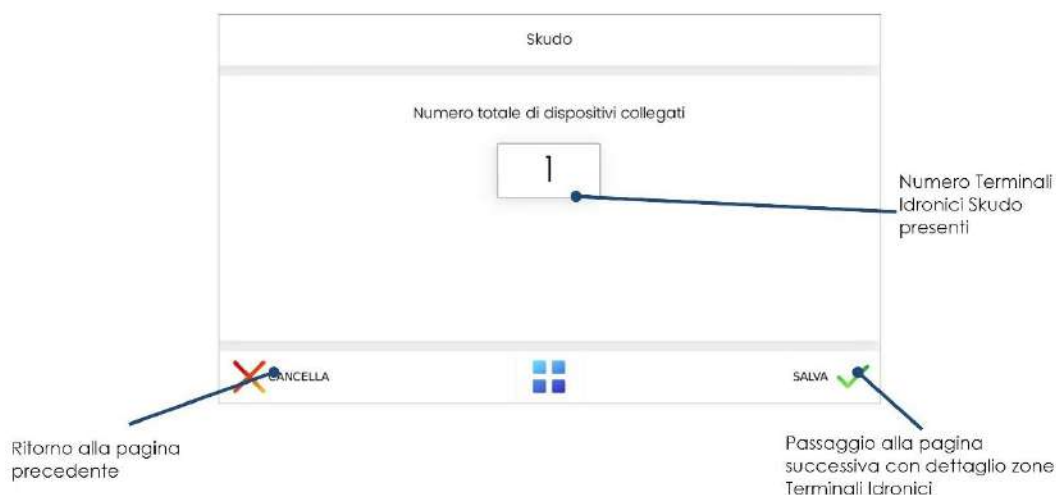 Skudo
Numero totale di dispositivi collegati
1
Numero Terminali
Idronici Skudo
presenti
CANCELLA
SALVA
Ritorno alla pagina
precedente
Passaggio alla pagina
successiva con dettaglio zone
Terminali Idronici